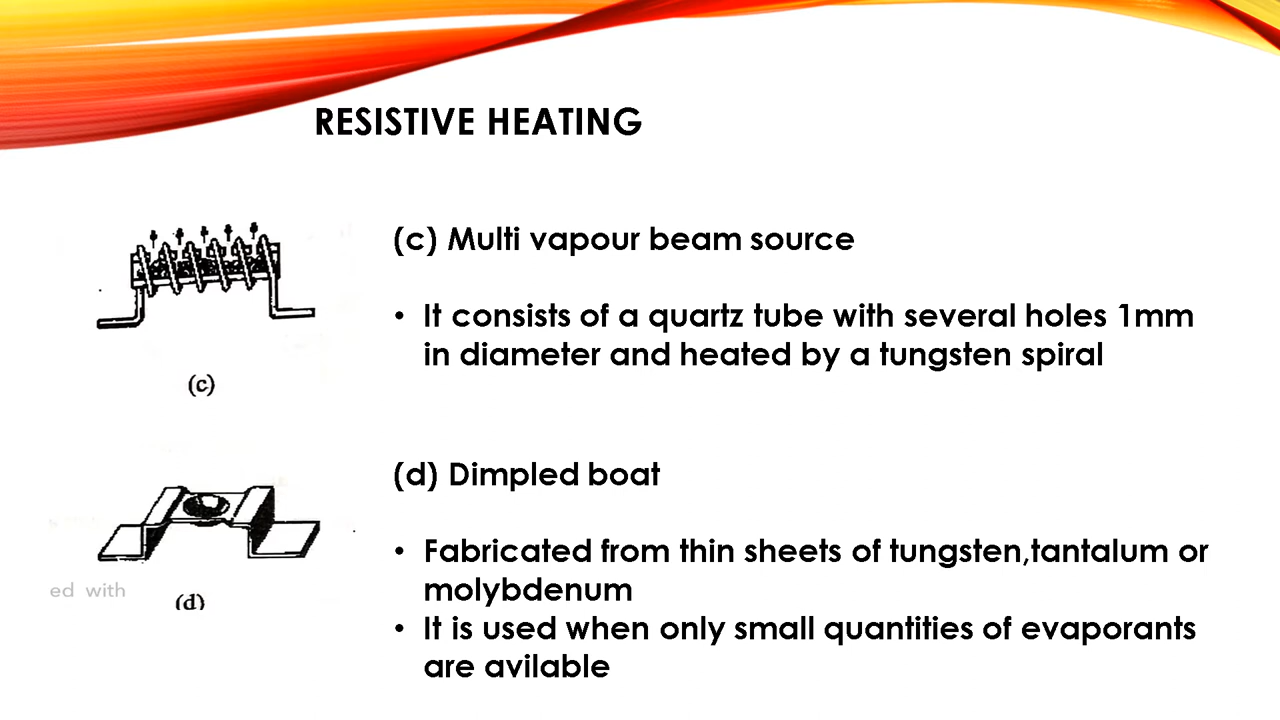 RESISTIVE HEATING
(c) Multi vapour beam source
• It consists of a quartz tube with several holes 1mm
in diameter and heated by a tungsten spiral
(c)
(d) Dimpled boat
• Fabricated from thin sheets of tungsten,tantalum or
molybdenum
• It is used when only small quantities of evaporants
are avilable
ed with
(d)